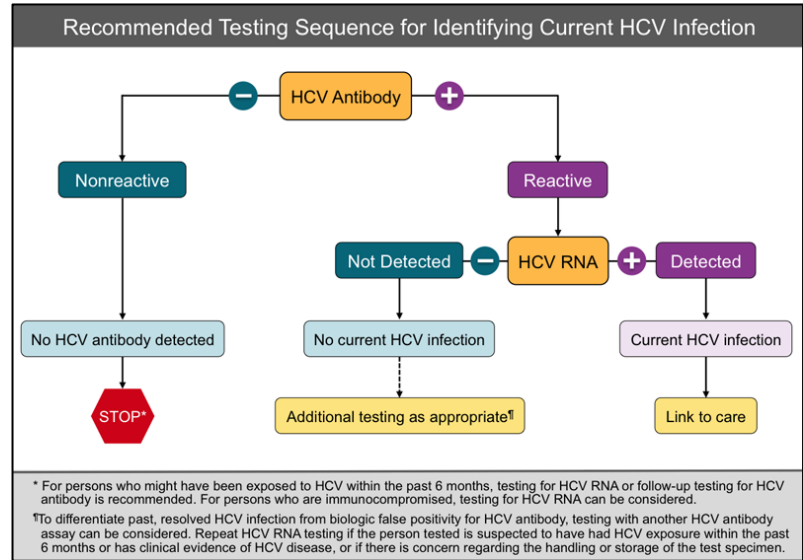 Recommended Testing Sequence for Identifying Current HCV Infection
HCV Antibody
Nonreactive
Reactive
Not Detected
HCV RNA
Detected
No HCV antibody detected
No current HCV infection
Current HCV infection
STOP*
Additional testing as appropriate¶
Link to care
* For persons who might have been exposed to HCV within the past 6 months, testing for HCV RNA or follow-up testing for HCV
antibody is recommended. For persons who are immunocompromised, testing for HCV RNA can be considered.
¶To differentiate past, resolved HCV infection from biologic false positivity for HCV antibody, testing with another HCV antibody
assay can be considered. Repeat HCV RNA testing if the person tested is suspected to have had HCV exposure within the past
6 months or has clinical evidence of HCV disease, or if there is concern regarding the handling or storage of the test specimen.